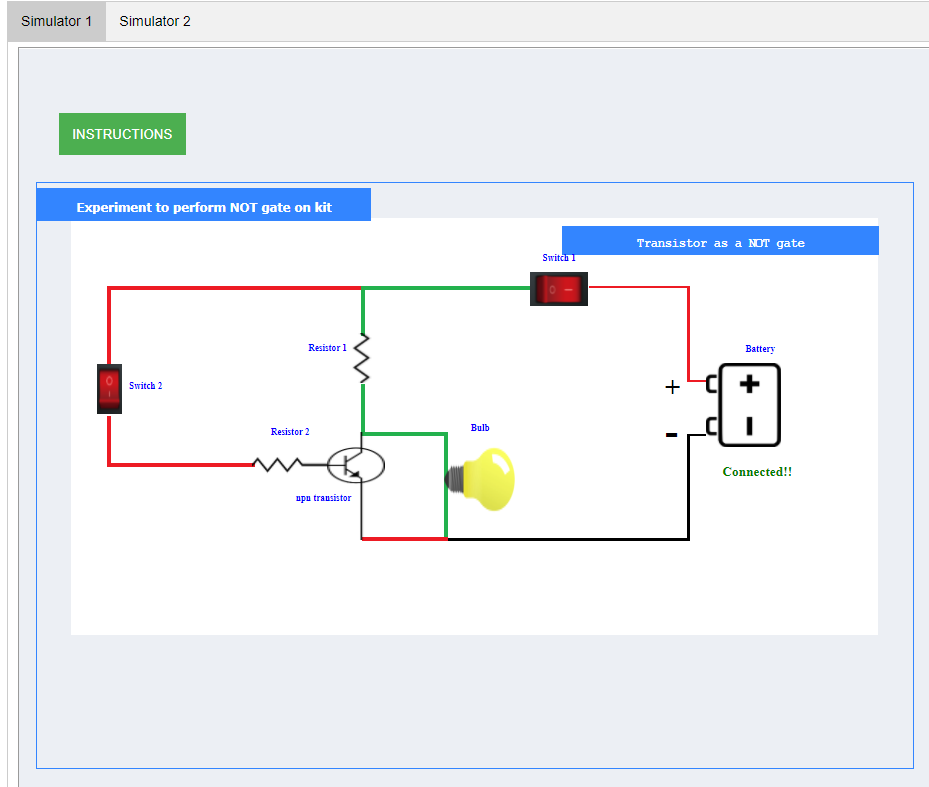 Simulator 1
Simulator 2
INSTRUCTIONS
Experiment to perform NOT gate on kit
Transistor as a NOT gate
Switch 1
Resistor 1
Battery
Switch 2
+
-
Resistor 2
Bulb
Connected!!
npn transistor